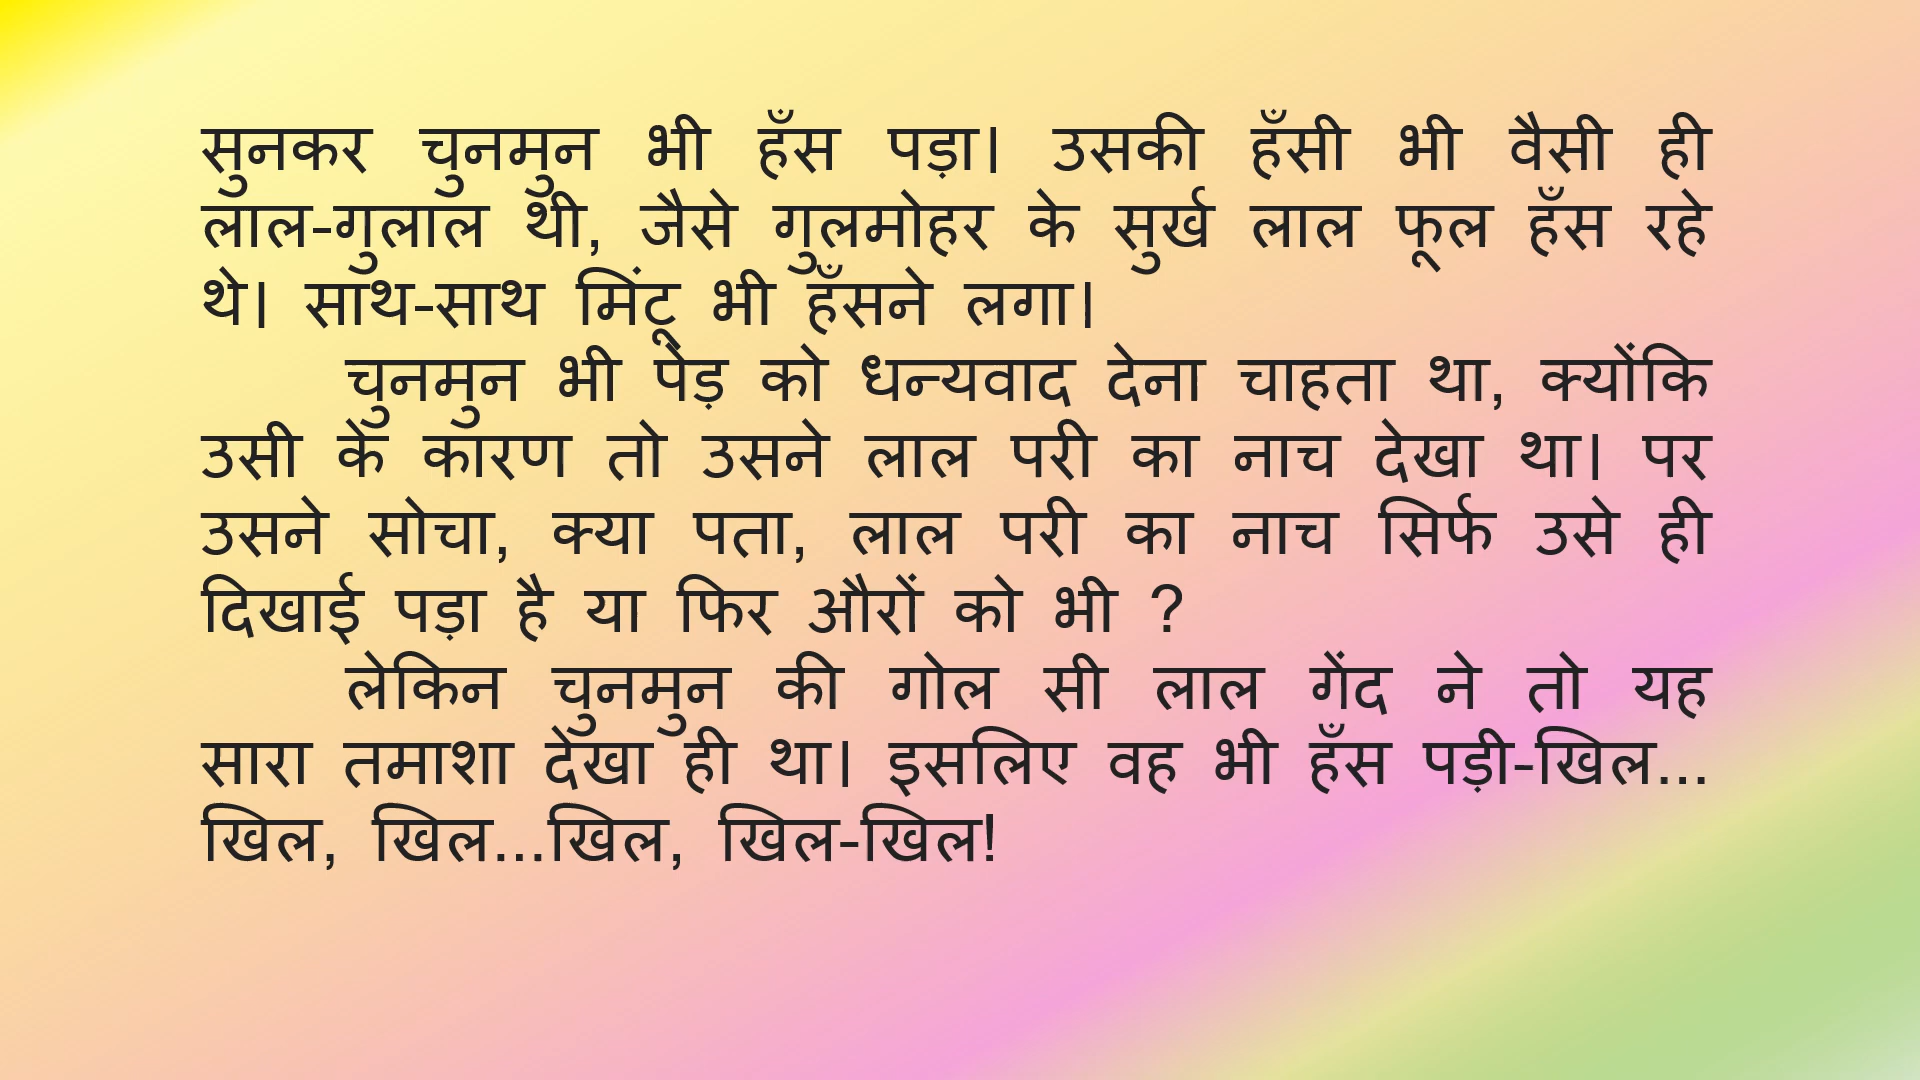 सुनकर चुनमुन भी हँस पड़ा। उसकी हँसी भी वैसी ही
लाल-गुलाल थी, जैसे गुलमोहर के सुर्ख लाल फूल हँस रहे
थे। साथ-साथ मिंटू भी हँसने लगा।
चुनमुन भी पेड़ को धन्यवाद देना चाहता था, क्योंकि
उसी के कारण तो उसने लाल परी का नाच देखा था। पर
उसने सोचा, क्या पता, लाल परी का नाच सिर्फ उसे ही
दिखाई पड़ा है या फिर औरों को भी ?
लेकिन चुनमुन की गोल सी लाल गेंद ने तो यह
सारा तमाशा देखा ही था। इसलिए वह भी हँस पड़ी-खिल...
खिल, खिल...खिल, खिल-खिल!